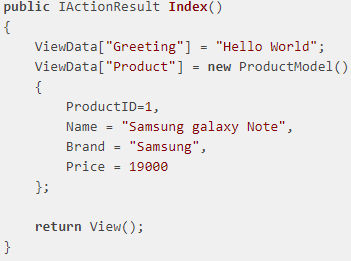 public IActionResult Index()
{
    ViewData["Greeting"] = "Hello World";
    ViewData["Product"] = new ProductModel()
    {
        ProductID=1,
        Name = "Samsung galaxy Note",
        Brand = "Samsung",
        Price = 19000
    };

    return View();
}